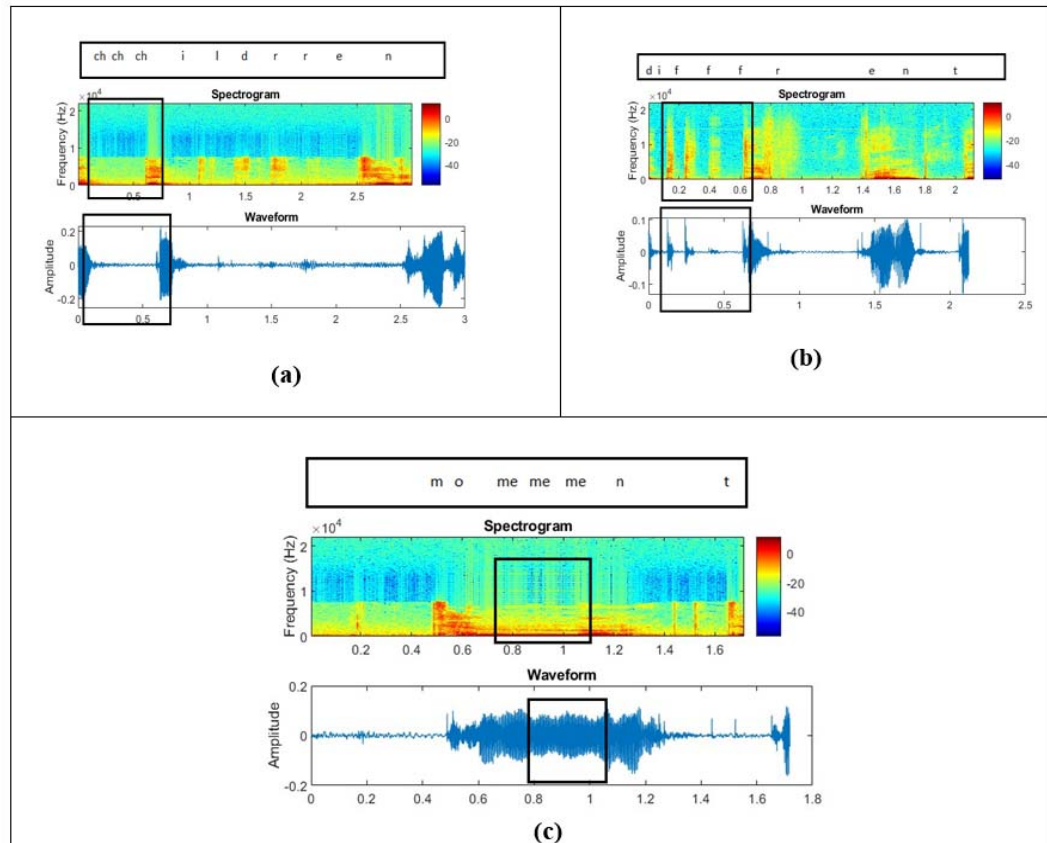 ch ch ch i l d r r e n
Spectrogram
×10⁴
Frequency (Hz)
2
1
0
0.5 1 1.5 2 2.5
0
-20
-40
Waveform
Amplitude
0.2
0
-0.2
0 0.5 1 1.5 2 2.5 3
(a)
d i f f f r e n t
Spectrogram
×10⁴
Frequency (Hz)
2
1
0
0.2 0.4 0.6 0.8 1 1.2 1.4 1.6 1.8 2
0
-20
-40
Waveform
Amplitude
0.1
0
-0.1
0 0.5 1 1.5 2 2.5
(b)
m o me me me n t
Spectrogram
×10⁴
Frequency (Hz)
2
1
0
0.2 0.4 0.6 0.8 1 1.2 1.4 1.6
0
-20
-40
Waveform
Amplitude
0.2
0
-0.2
0 0.2 0.4 0.6 0.8 1 1.2 1.4 1.6 1.8
(c)